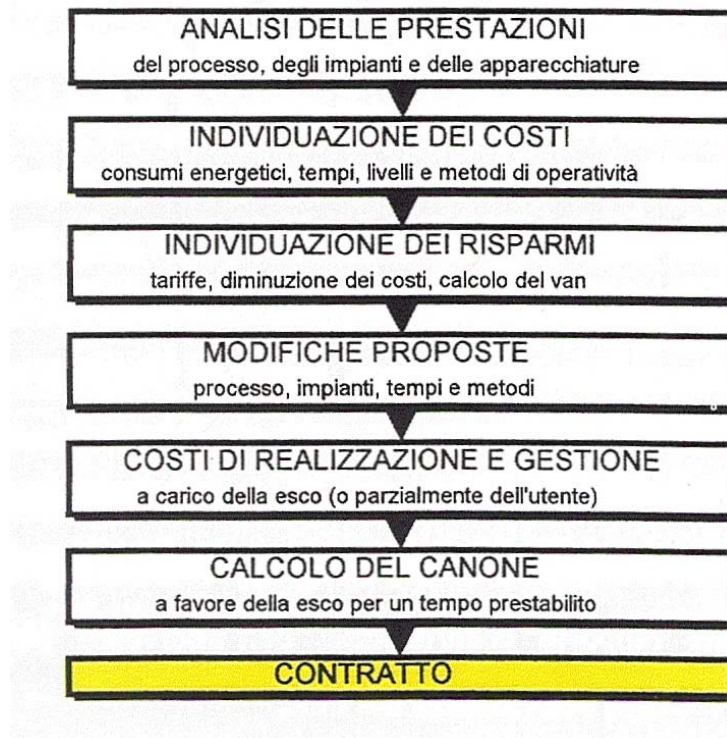 ANALISI DELLE PRESTAZIONI
del processo, degli impianti e delle apparecchiature
INDIVIDUAZIONE DEI COSTI
consumi energetici, tempi, livelli e metodi di operatività
INDIVIDUAZIONE DEI RISPARMI
tariffe, diminuzione dei costi, calcolo del van
MODIFICHE PROPOSTE
processo, impianti, tempi e metodi
COSTI DI REALIZZAZIONE E GESTIONE
a carico della esco (o parzialmente dell'utente)
CALCOLO DEL CANONE
a favore della esco per un tempo prestabilito
CONTRATTO